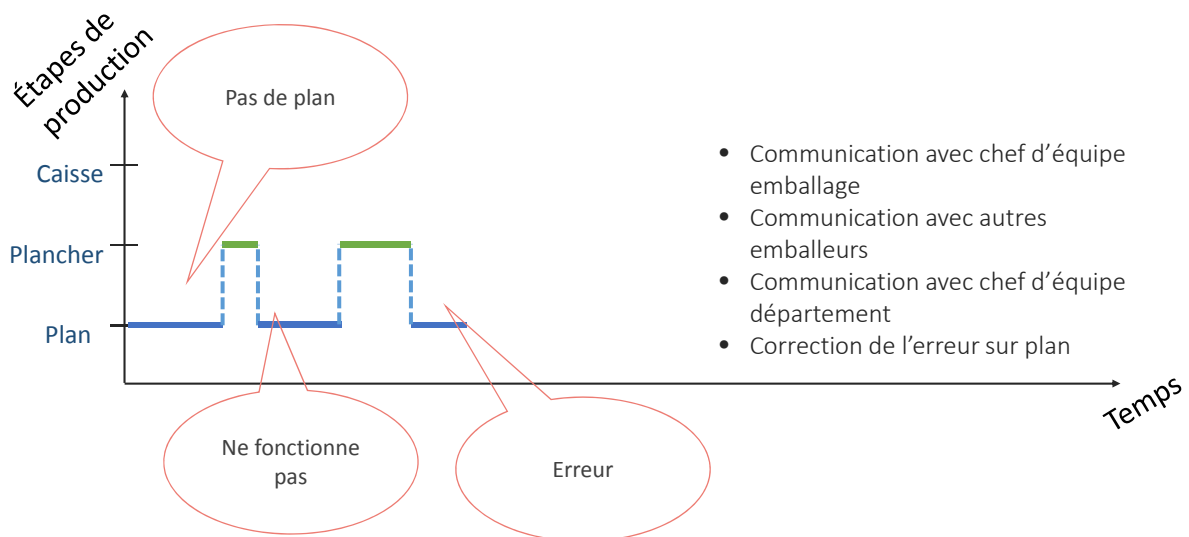 Étapes de
production
Pas de plan
Caisse
Plancher
Plan
Temps
Ne fonctionne
pas
Erreur
• Communication avec chef d’équipe
emballage
• Communication avec autres
emballeurs
• Communication avec chef d’équipe
département
• Correction de l’erreur sur plan